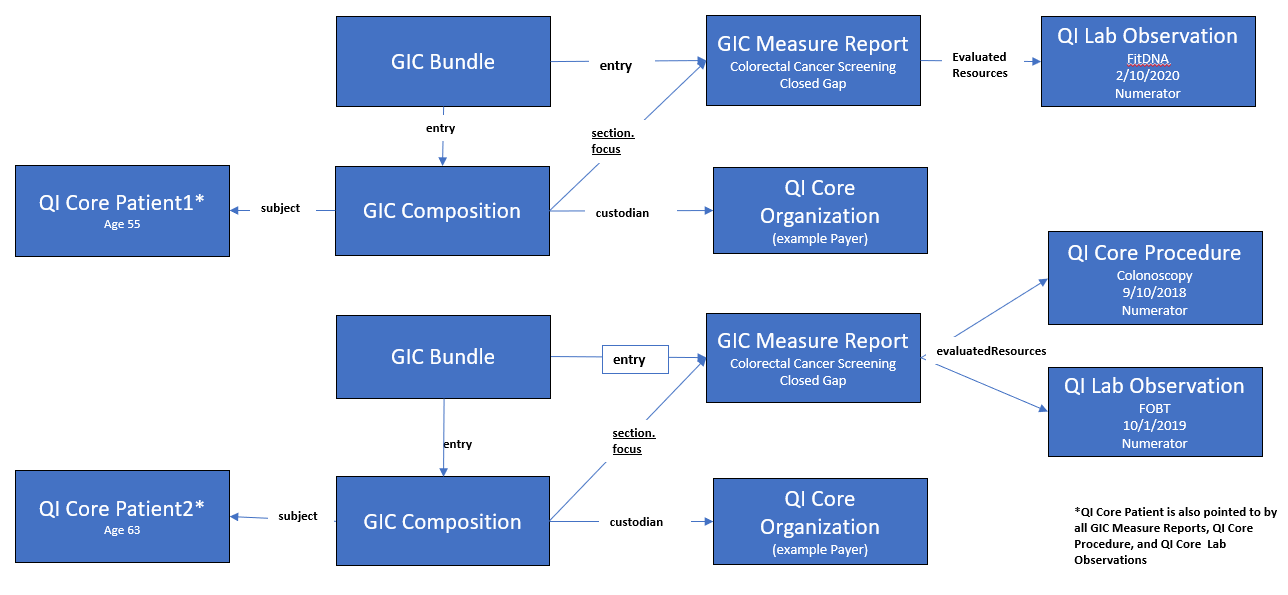 GIC Bundle
entry
GIC Measure Report
Colorectal Cancer Screening
Closed Gap
Evaluated
Resources
QI Lab Observation
FitDNA
2/10/2020
Numerator
entry
section.
focus
QI Core Patient1*
Age 55
subject
GIC Composition
custodian
QI Core
Organization
(example Payer)
QI Core Procedure
Colonoscopy
9/10/2018
Numerator
GIC Bundle
entry
GIC Measure Report
Colorectal Cancer Screening
Closed Gap
evaluatedResources
QI Lab Observation
FOBT
10/1/2019
Numerator
entry
section.
focus
QI Core Patient2*
Age 63
subject
GIC Composition
custodian
QI Core
Organization
(example Payer)
*QI Core Patient is also pointed to by
all GIC Measure Reports, QI Core
Procedure, and QI Core Lab
Observations